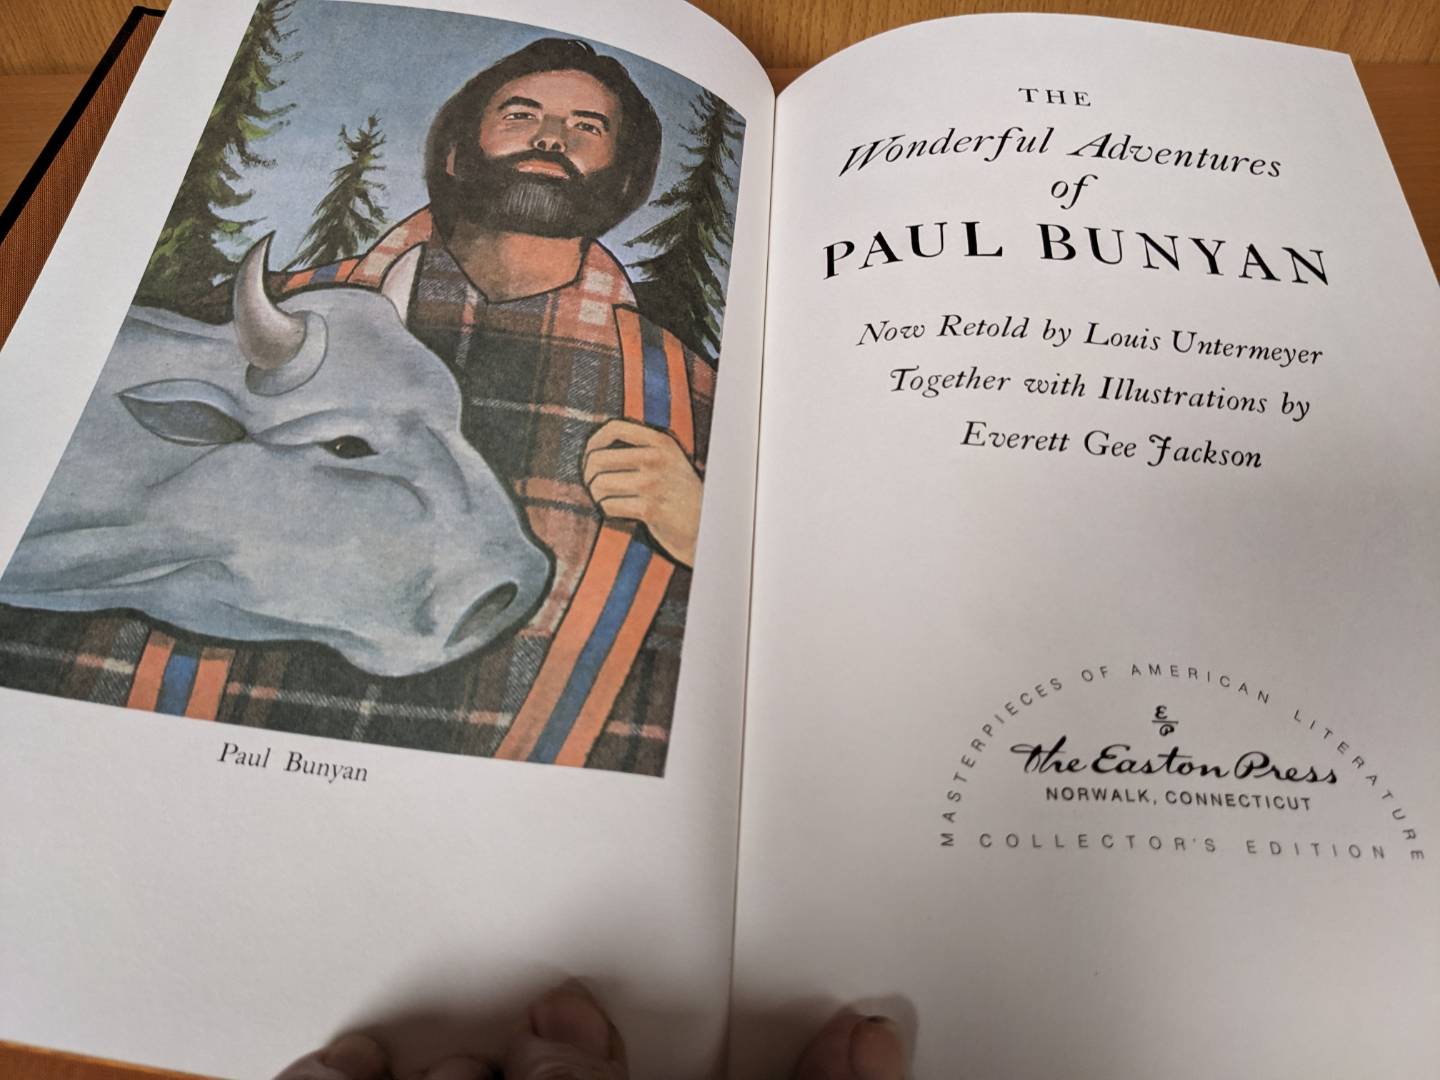 Paul Bunyan
THE
Wonderful Adventures
of
PAUL BUNYAN
Now Retold by Louis Untermeyer
Together with Illustrations by
Everett Gee Jackson
MASTERPIECES OF AMERICAN LITERATURE
EP
The Easton Press
NORWALK, CONNECTICUT
COLLECTOR'S EDITION